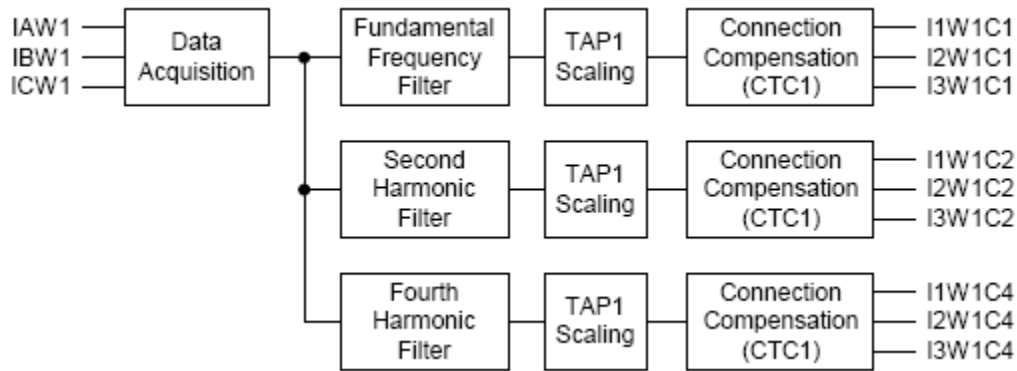 IAW1
IBW1
ICW1
Data
Acquisition
Fundamental
Frequency
Filter
TAP1
Scaling
Connection
Compensation
(CTC1)
I1W1C1
I2W1C1
I3W1C1
Second
Harmonic
Filter
TAP1
Scaling
Connection
Compensation
(CTC1)
I1W1C2
I2W1C2
I3W1C2
Fourth
Harmonic
Filter
TAP1
Scaling
Connection
Compensation
(CTC1)
I1W1C4
I2W1C4
I3W1C4